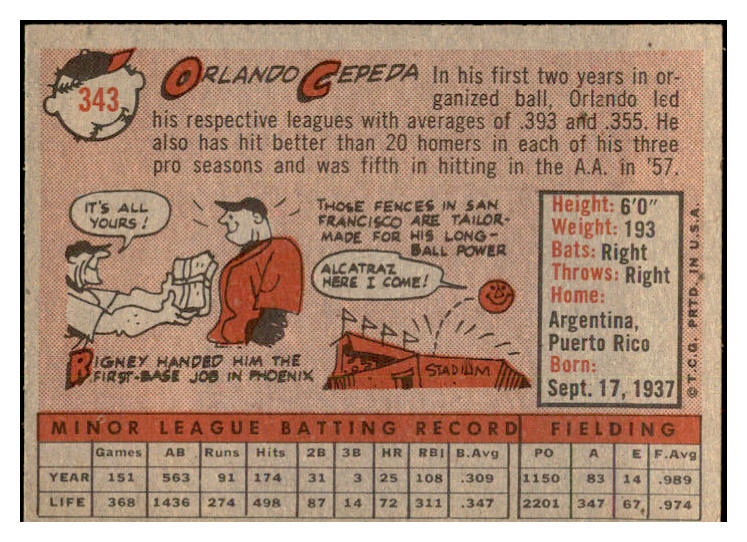 343
ORLANDO CEPEDA
In his first two years in or-
ganized ball, Orlando led
his respective leagues with averages of .393 and .355. He
also has hit better than 20 homers in each of his three
pro seasons and was fifth in hitting in the A.A. in '57.
IT'S ALL
YOURS!
RIGNEY HANDED HIM THE
FIRST-BASE JOB IN PHOENIX
THOSE FENCES IN SAN
FRANCISCO ARE TAILOR-
MADE FOR HIS LONG-
BALL POWER
ALCATRAZ
HERE I COME!
STADIUM
Height: 6'0"
Weight: 193
Bats: Right
Throws: Right
Home:
Argentina,
Puerto Rico
Born:
Sept. 17, 1937
© T.C.G. PRTD. IN U.S.A.
MINOR LEAGUE BATTING RECORD FIELDING
Games AB Runs Hits 2B 3B HR RBI B.Avg PO A E F.Avg
YEAR 151 563 91 174 31 3 25 108 .309 1150 83 14 .989
LIFE 368 1436 274 498 87 14 72 311 .347 2201 347 67 .974